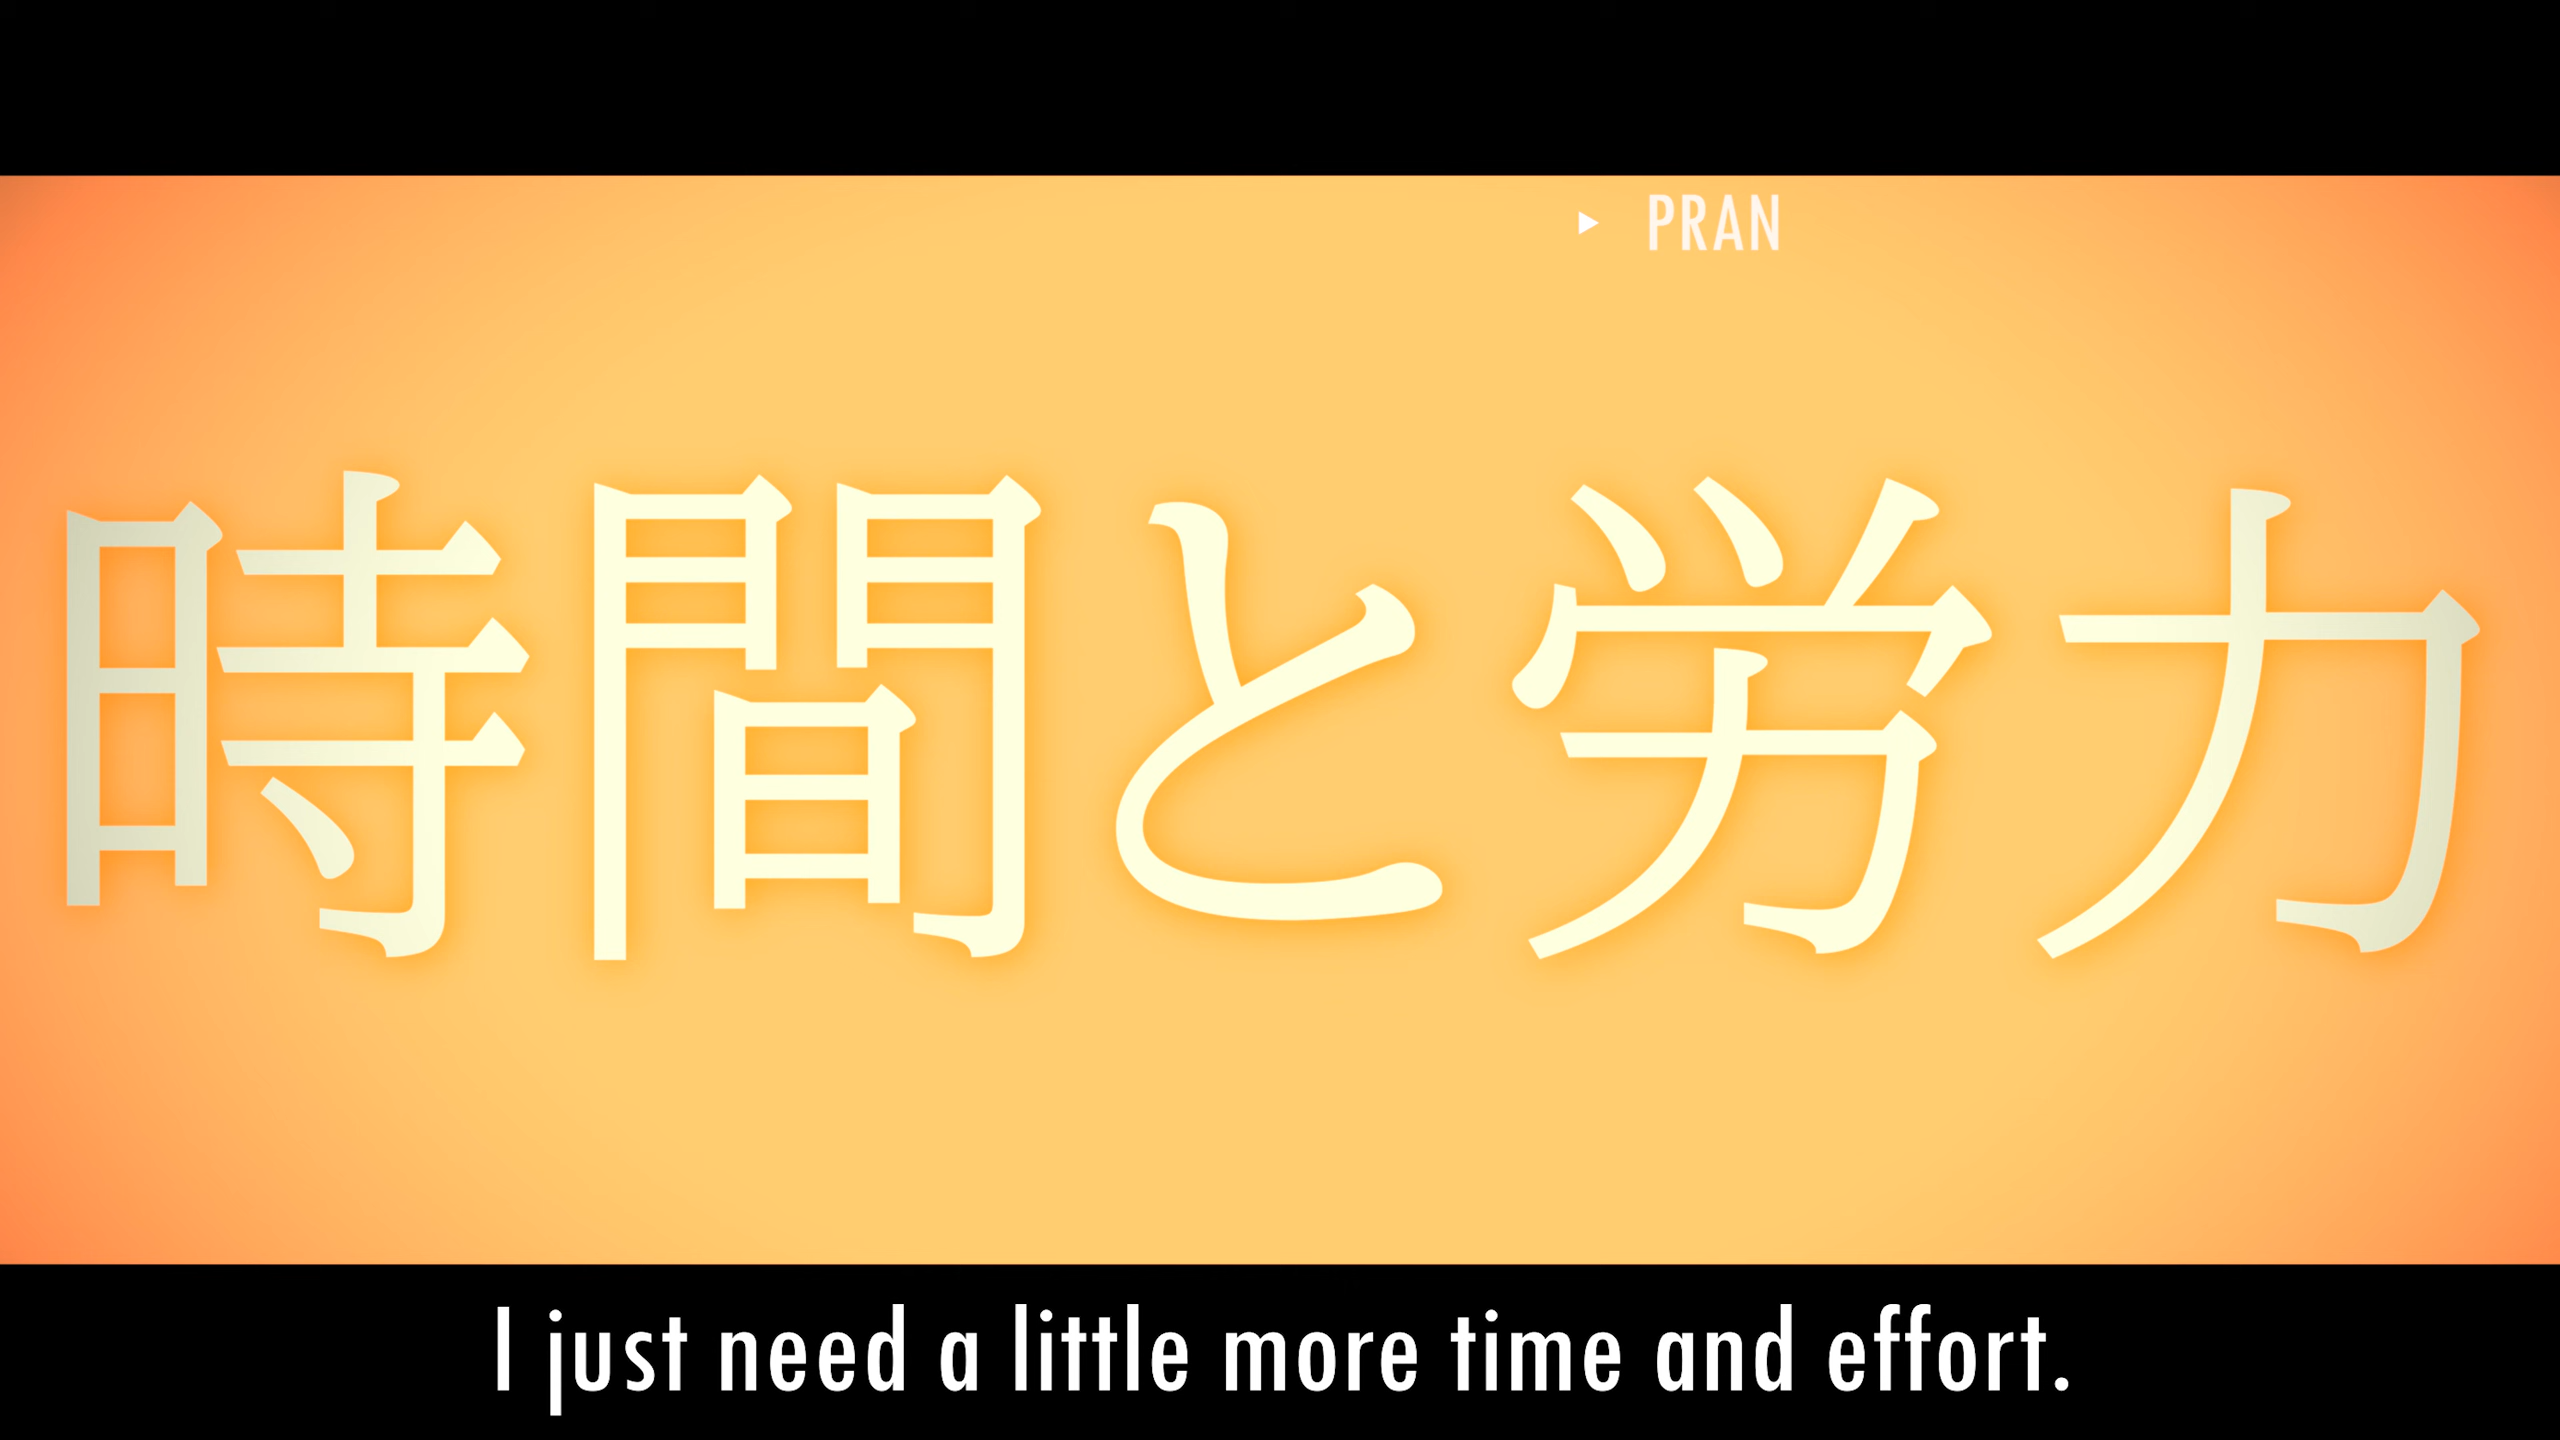 ▶ PRAN
時間と労力
I just need a little more time and effort.